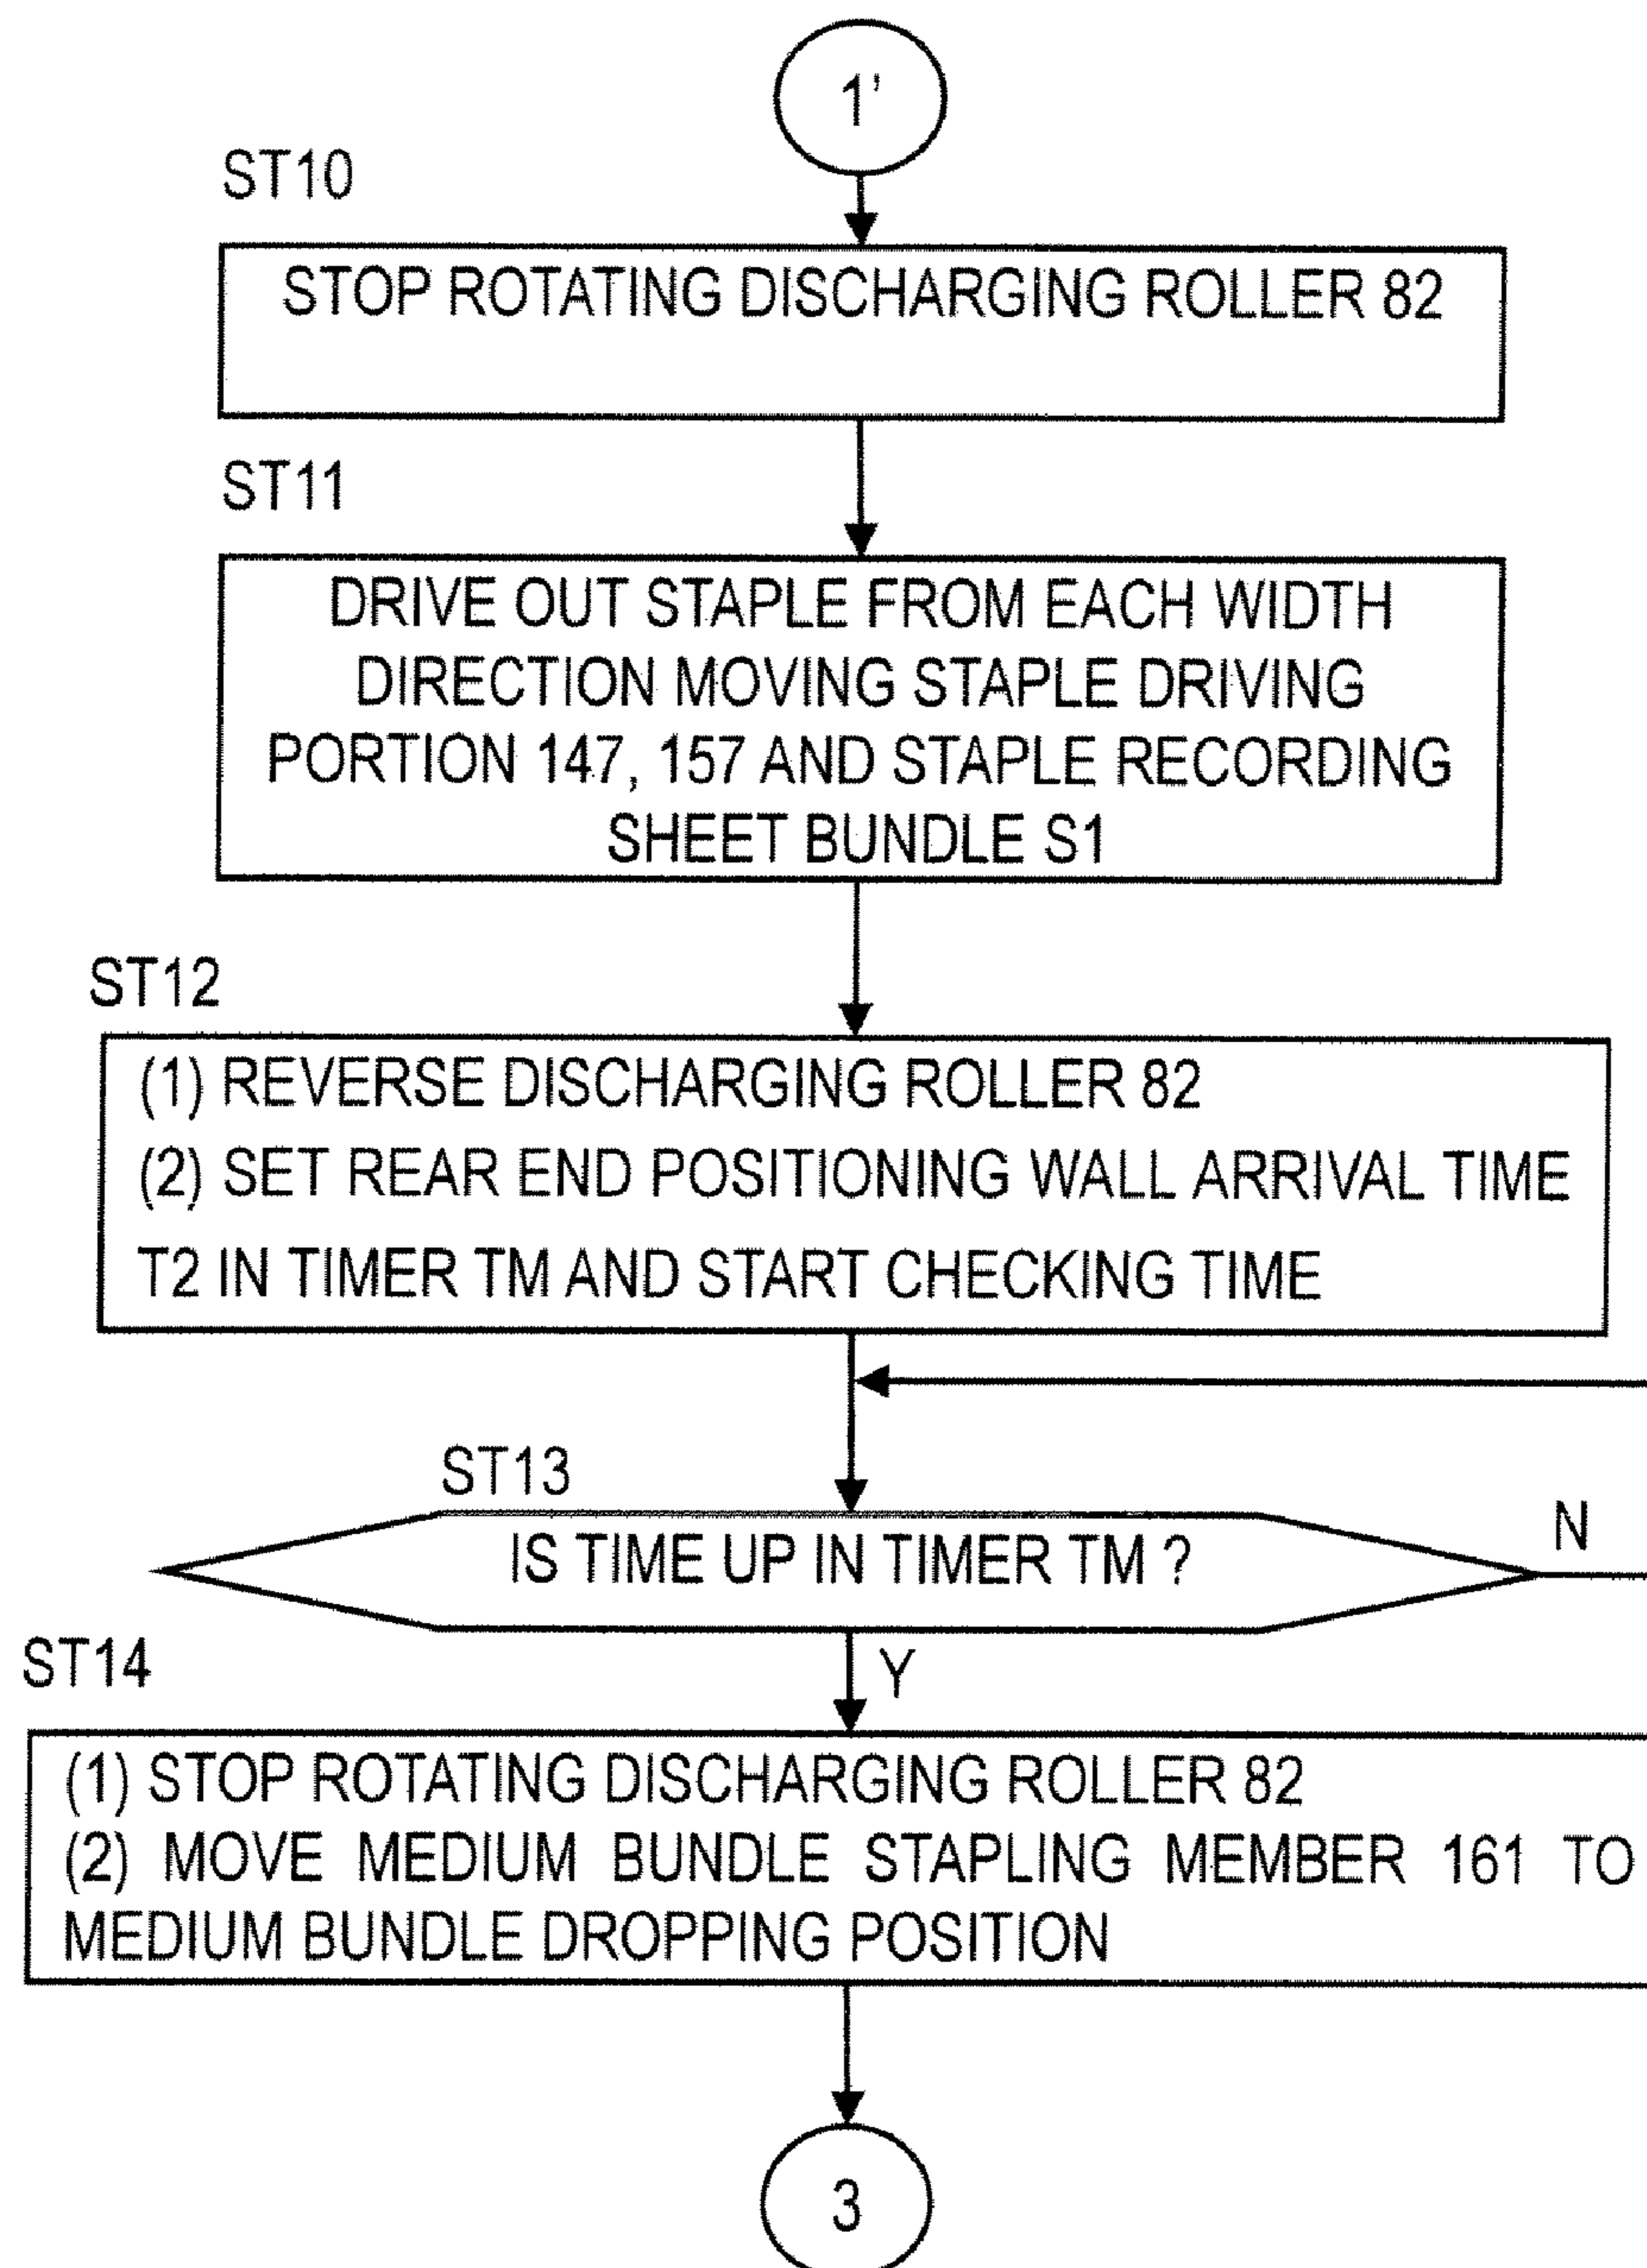 1'
ST10
STOP ROTATING DISCHARGING ROLLER 82
ST11
DRIVE OUT STAPLE FROM EACH WIDTH
DIRECTION MOVING STAPLE DRIVING
PORTION 147, 157 AND STAPLE RECORDING
SHEET BUNDLE S1
ST12
(1) REVERSE DISCHARGING ROLLER 82
(2) SET REAR END POSITIONING WALL ARRIVAL TIME
T2 IN TIMER TM AND START CHECKING TIME
ST13
IS TIME UP IN TIMER TM ?
N
Y
ST14
(1) STOP ROTATING DISCHARGING ROLLER 82
(2) MOVE MEDIUM BUNDLE STAPLING MEMBER 161 TO
MEDIUM BUNDLE DROPPING POSITION
3